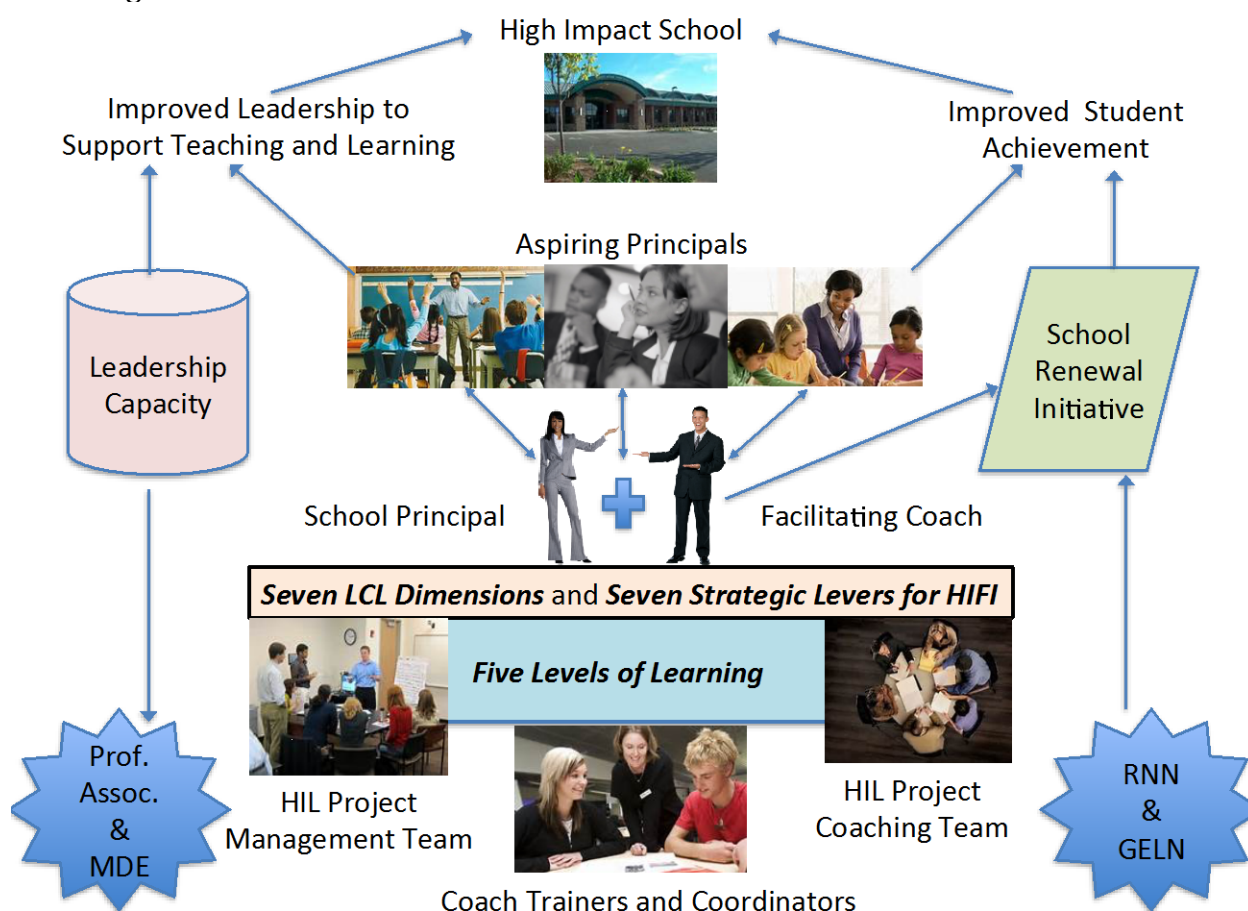 High Impact School
Improved Leadership to
Support Teaching and Learning
Improved Student
Achievement
Aspiring Principals
Leadership
Capacity
School
Renewal
Initiative
School Principal
Facilitating Coach
Seven LCL Dimensions and Seven Strategic Levers for HIFI
Five Levels of Learning
Prof.
Assoc.
&
MDE
HIL Project
Management Team
HIL Project
Coaching Team
RNN
&
GELN
Coach Trainers and Coordinators